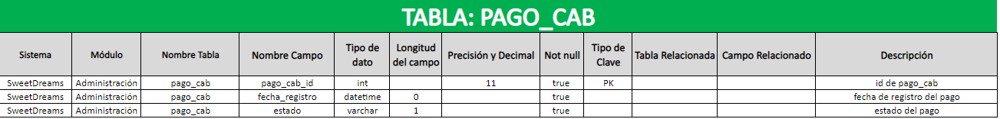 TABLA: PAGO_CAB
Sistema Módulo Nombre Tabla Nombre Campo Tipo de dato Longitud del campo Precisión y Decimal Not null Tipo de Clave Tabla Relacionada Campo Relacionado Descripción
SweetDreams Administración pago_cab pago_cab_id int 11 true PK id de pago_cab
SweetDreams Administración pago_cab fecha_registro datetime 0 true fecha de registro del pago
SweetDreams Administración pago_cab estado varchar 1 true estado del pago